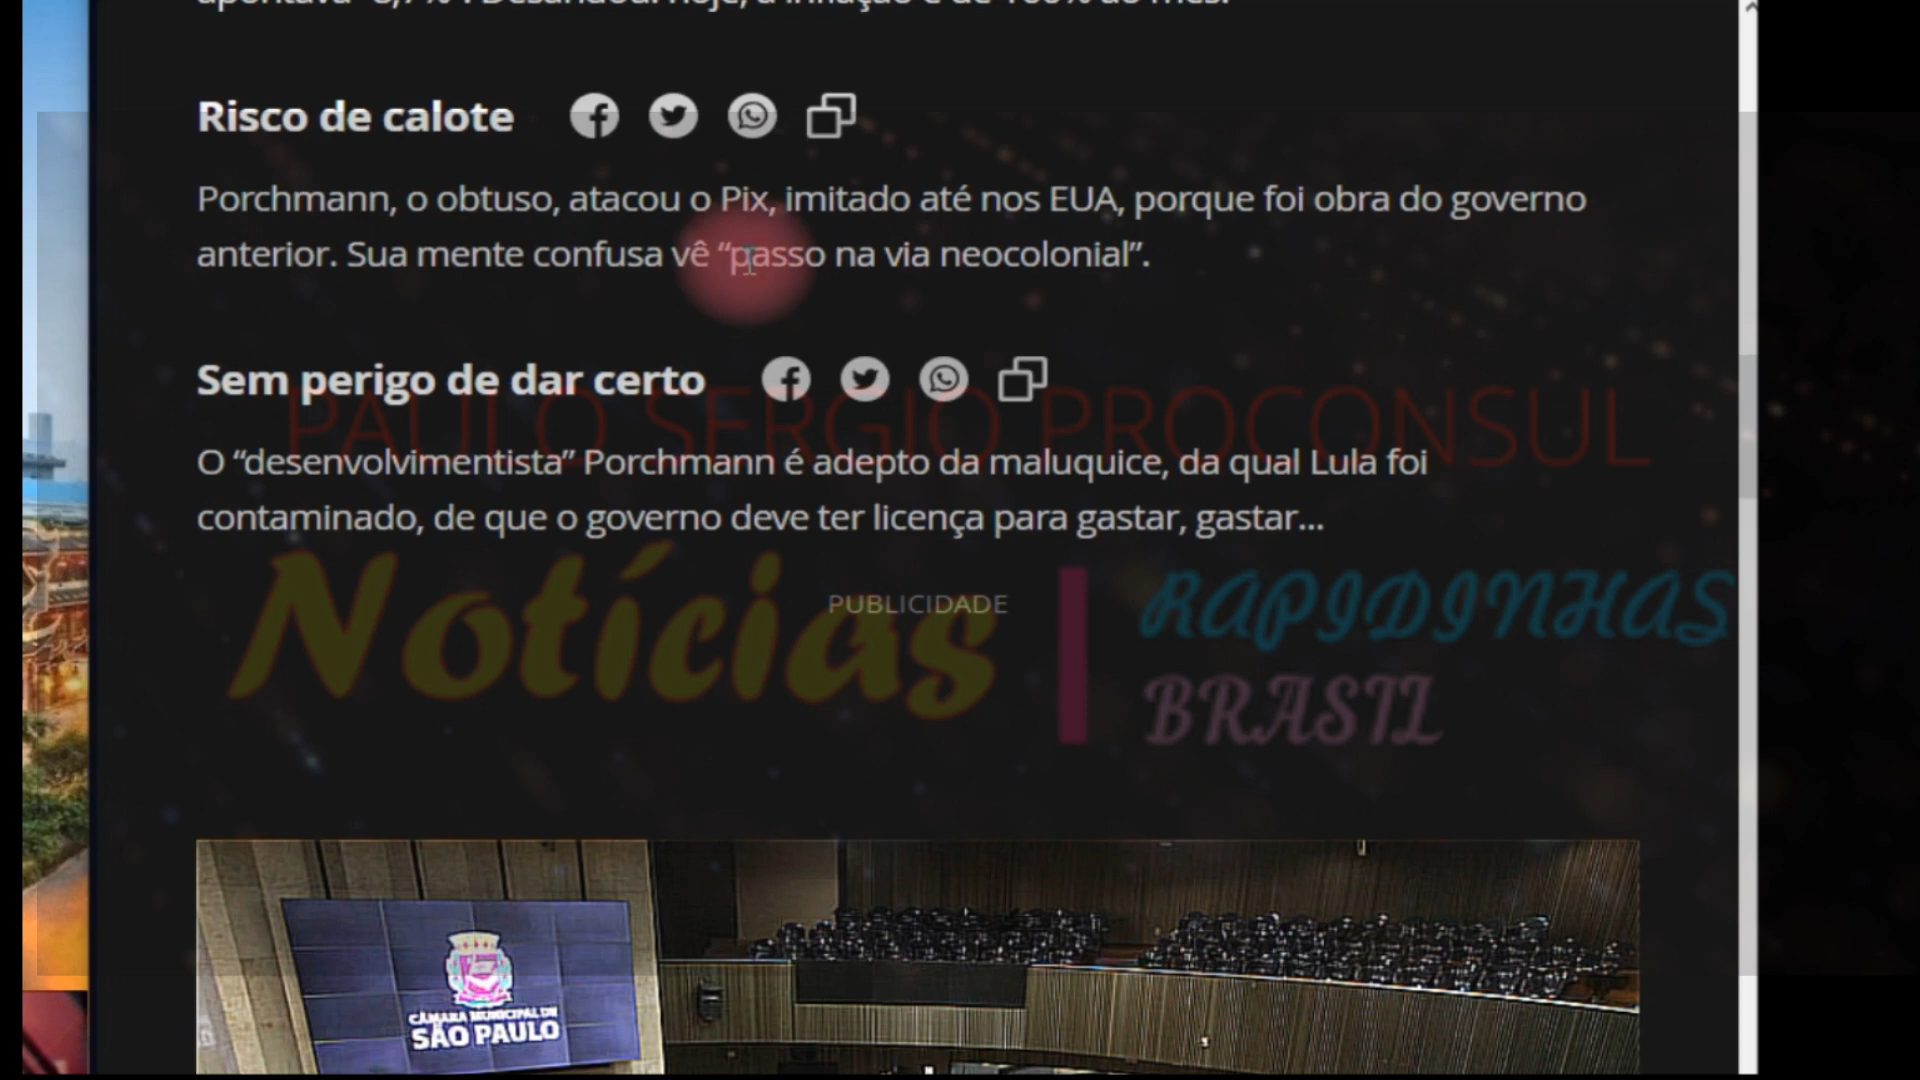 Risco de calote
Porchmann, o obtuso, atacou o Pix, imitado até nos EUA, porque foi obra do governo
anterior. Sua mente confusa vê “passo na via neocolonial”.
Sem perigo de dar certo
PAULO SERGIO PROCONSUL
O “desenvolvimentista” Porchmann é adepto da maluquice, da qual Lula foi
contaminado, de que o governo deve ter licença para gastar, gastar...
PUBLICIDADE
Notícias
RAPIDINHAS
BRASIL
CÂMARA MUNICIPAL DE
SÃO PAULO